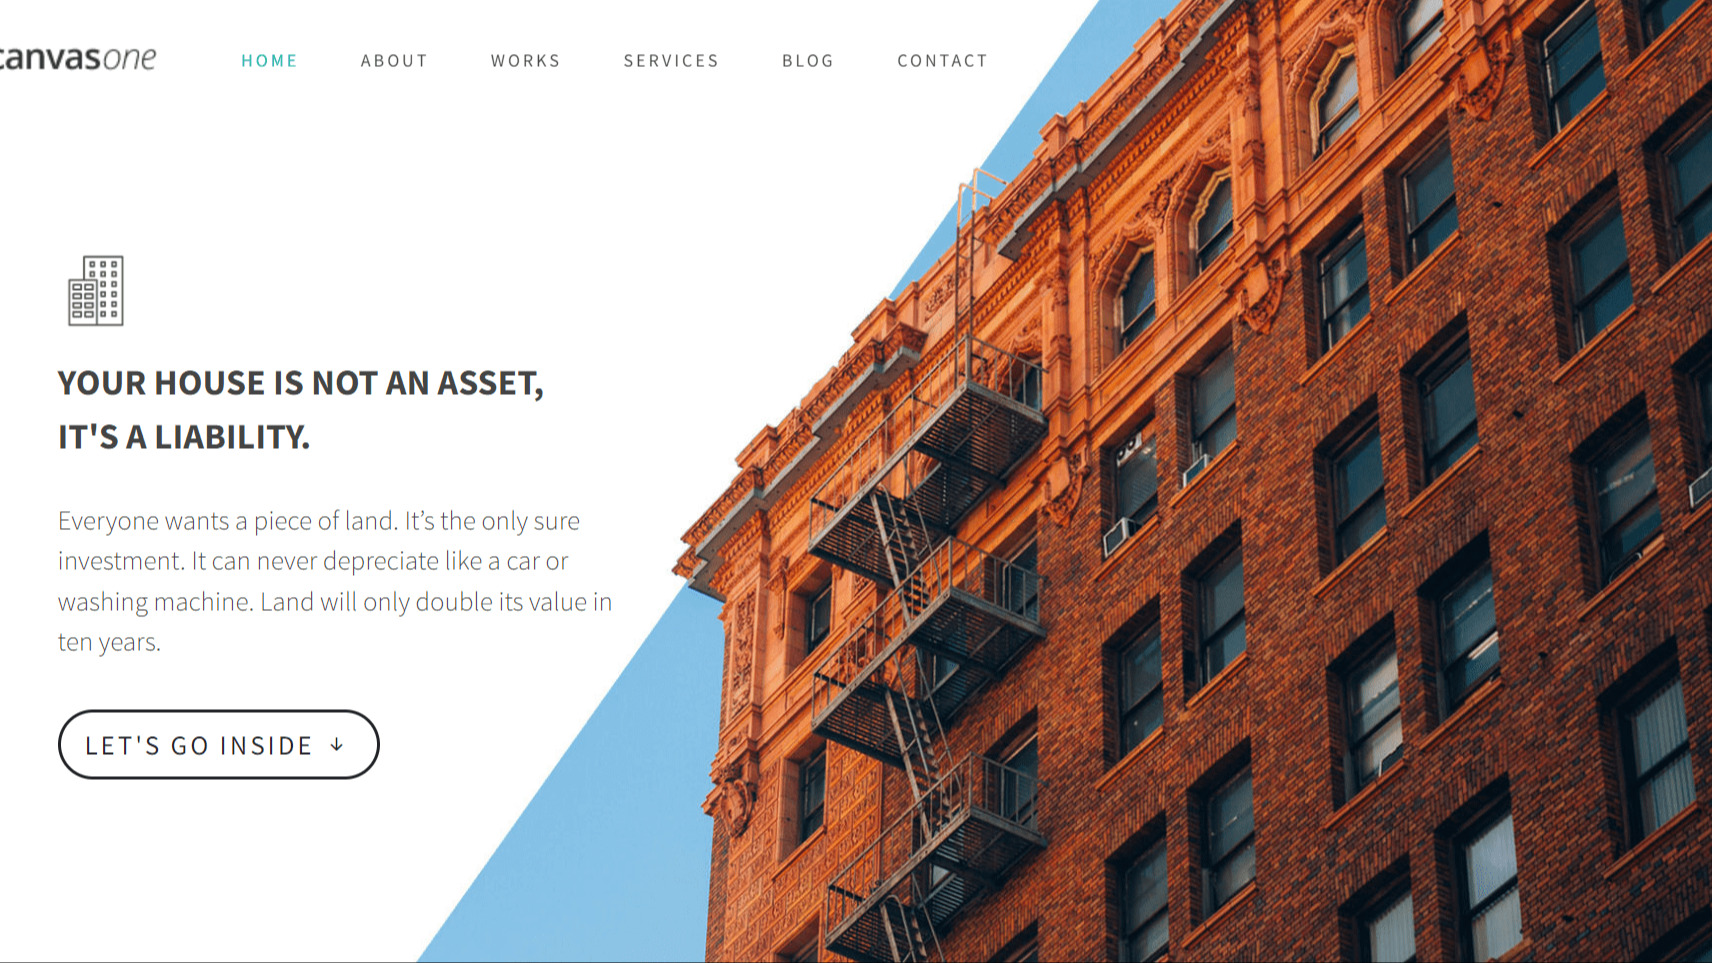 canvasone
HOME ABOUT WORKS SERVICES BLOG CONTACT
YOUR HOUSE IS NOT AN ASSET,
IT'S A LIABILITY.
Everyone wants a piece of land. It’s the only sure
investment. It can never depreciate like a car or
washing machine. Land will only double its value in
ten years.
LET'S GO INSIDE ↓